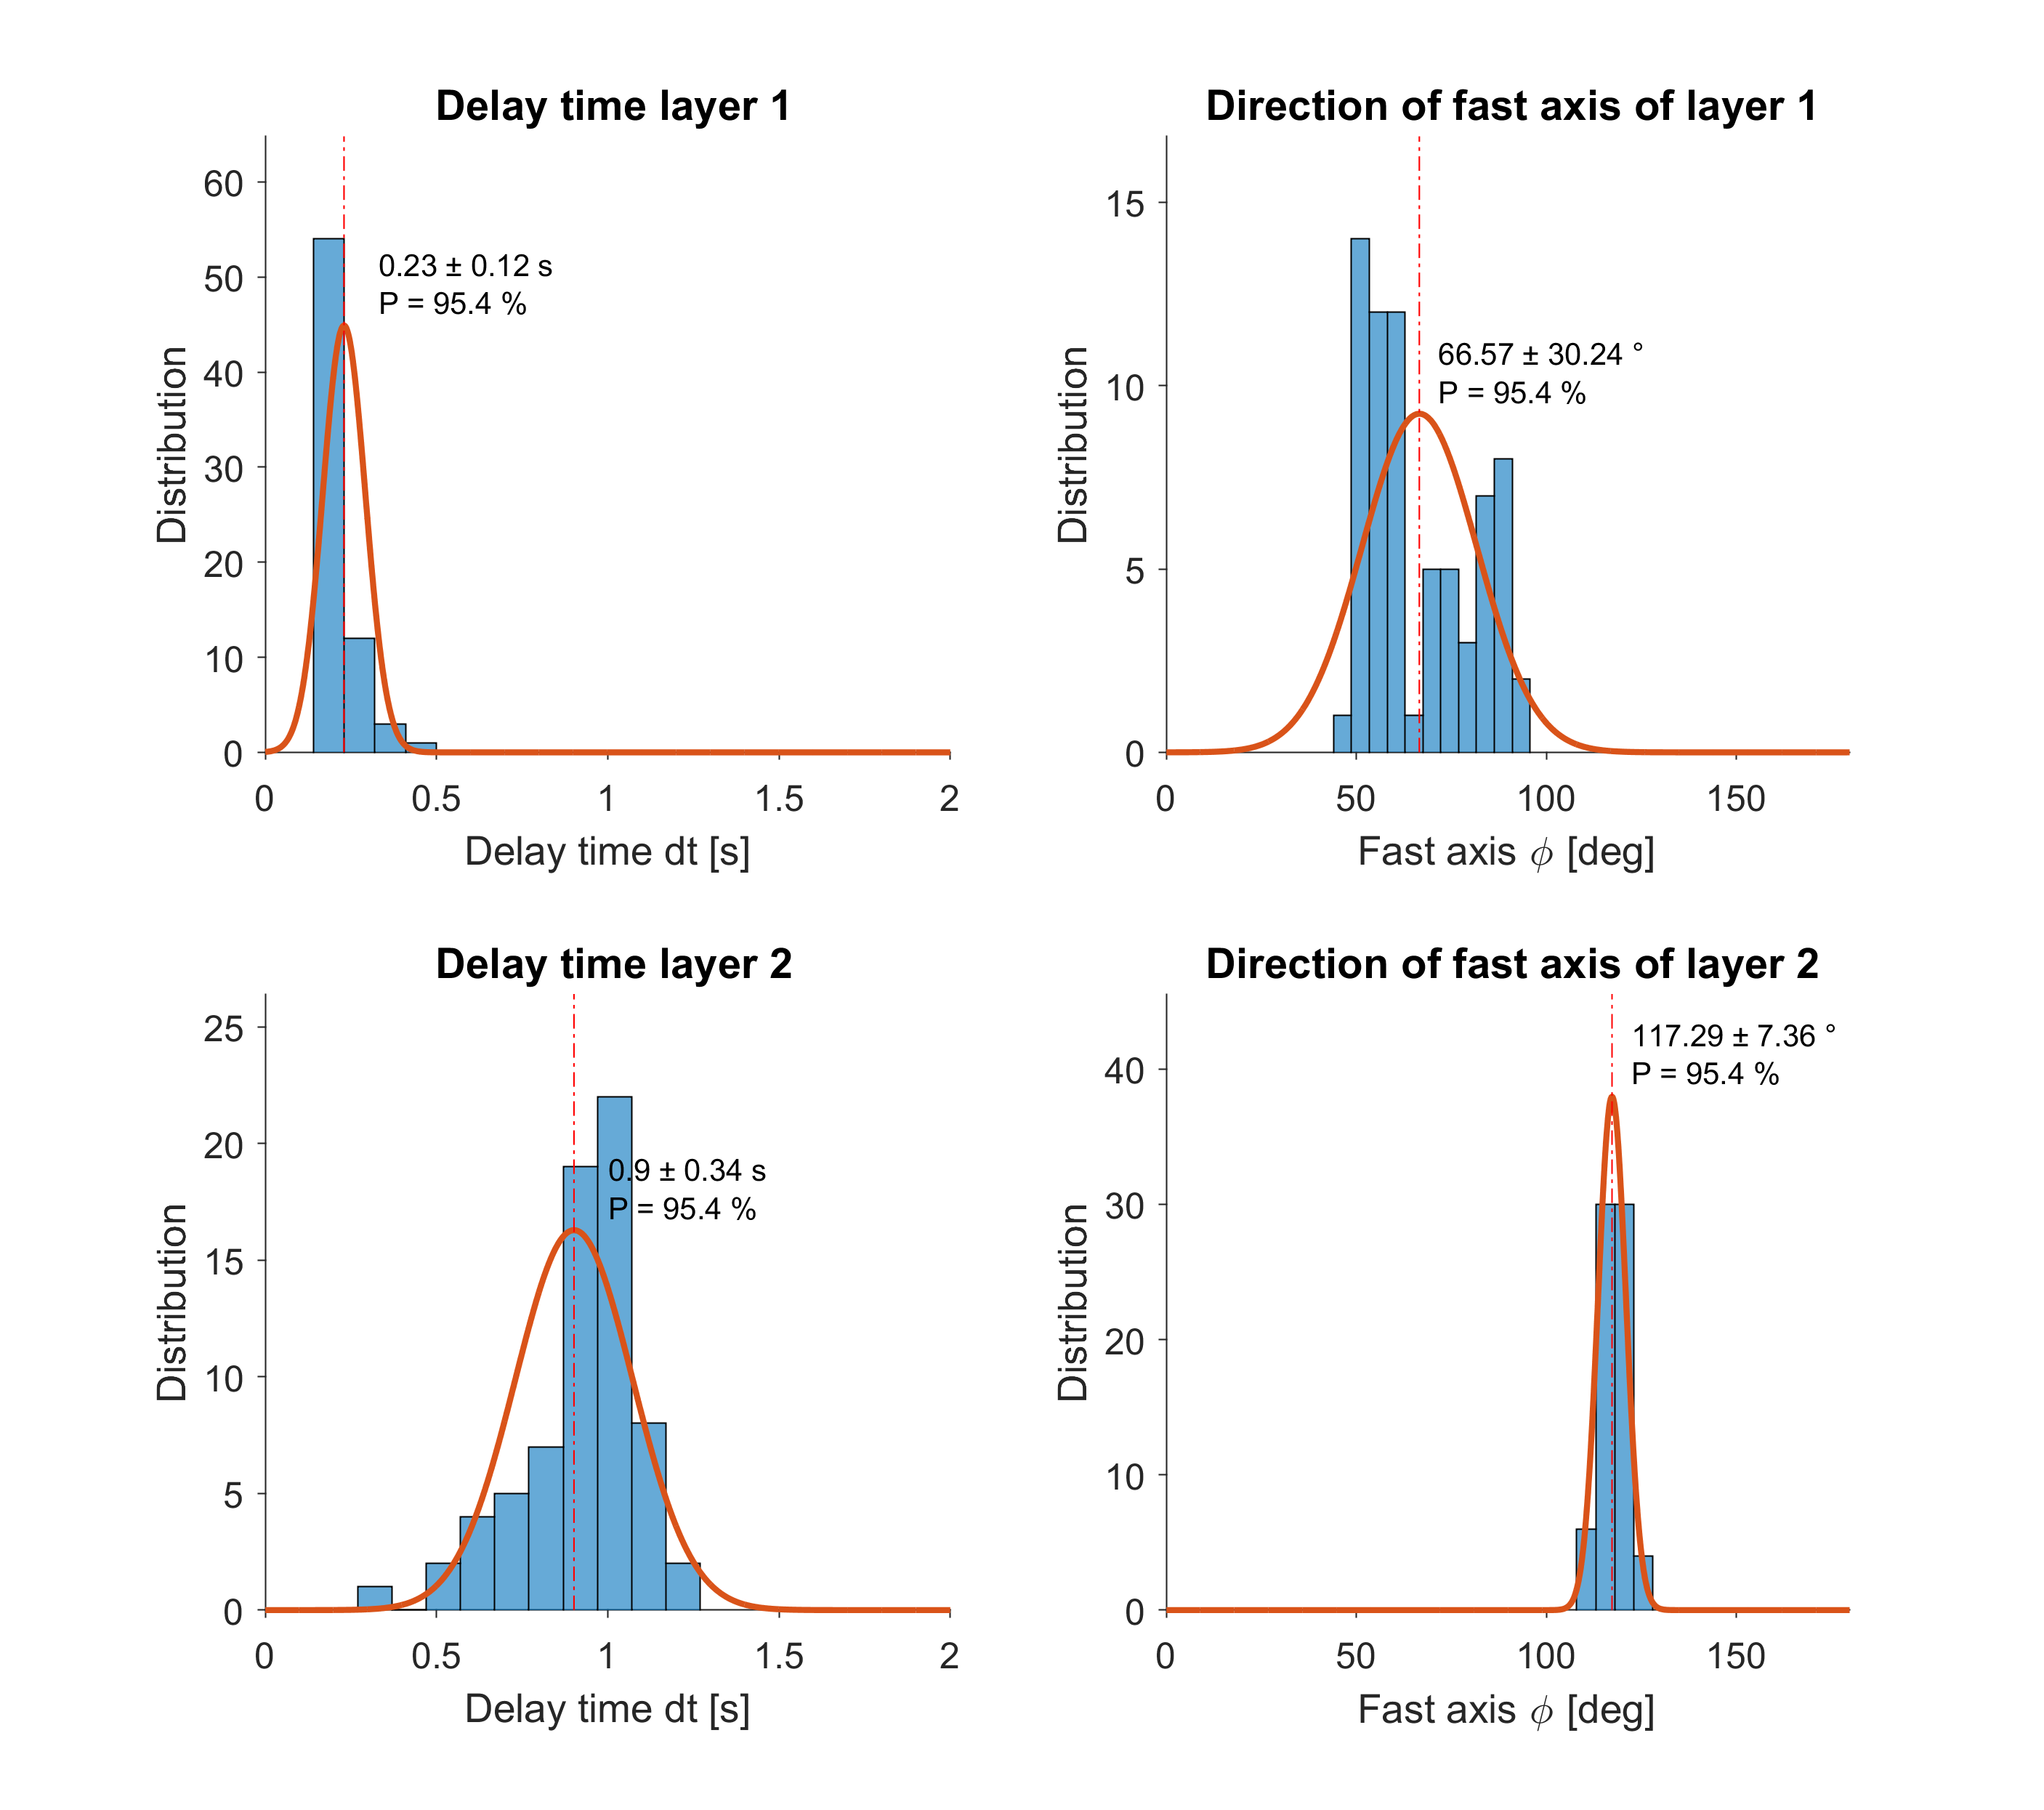 Delay time layer 1
60
50
40
30
20
10
0
Distribution
0.23 ± 0.12 s
P = 95.4 %
0 0.5 1 1.5 2
Delay time dt [s]
Direction of fast axis of layer 1
15
10
5
0
Distribution
66.57 ± 30.24 °
P = 95.4 %
0 50 100 150
Fast axis ϕ [deg]
Delay time layer 2
25
20
15
10
5
0
Distribution
0.9 ± 0.34 s
P = 95.4 %
0 0.5 1 1.5 2
Delay time dt [s]
Direction of fast axis of layer 2
40
30
20
10
0
Distribution
117.29 ± 7.36 °
P = 95.4 %
0 50 100 150
Fast axis ϕ [deg]